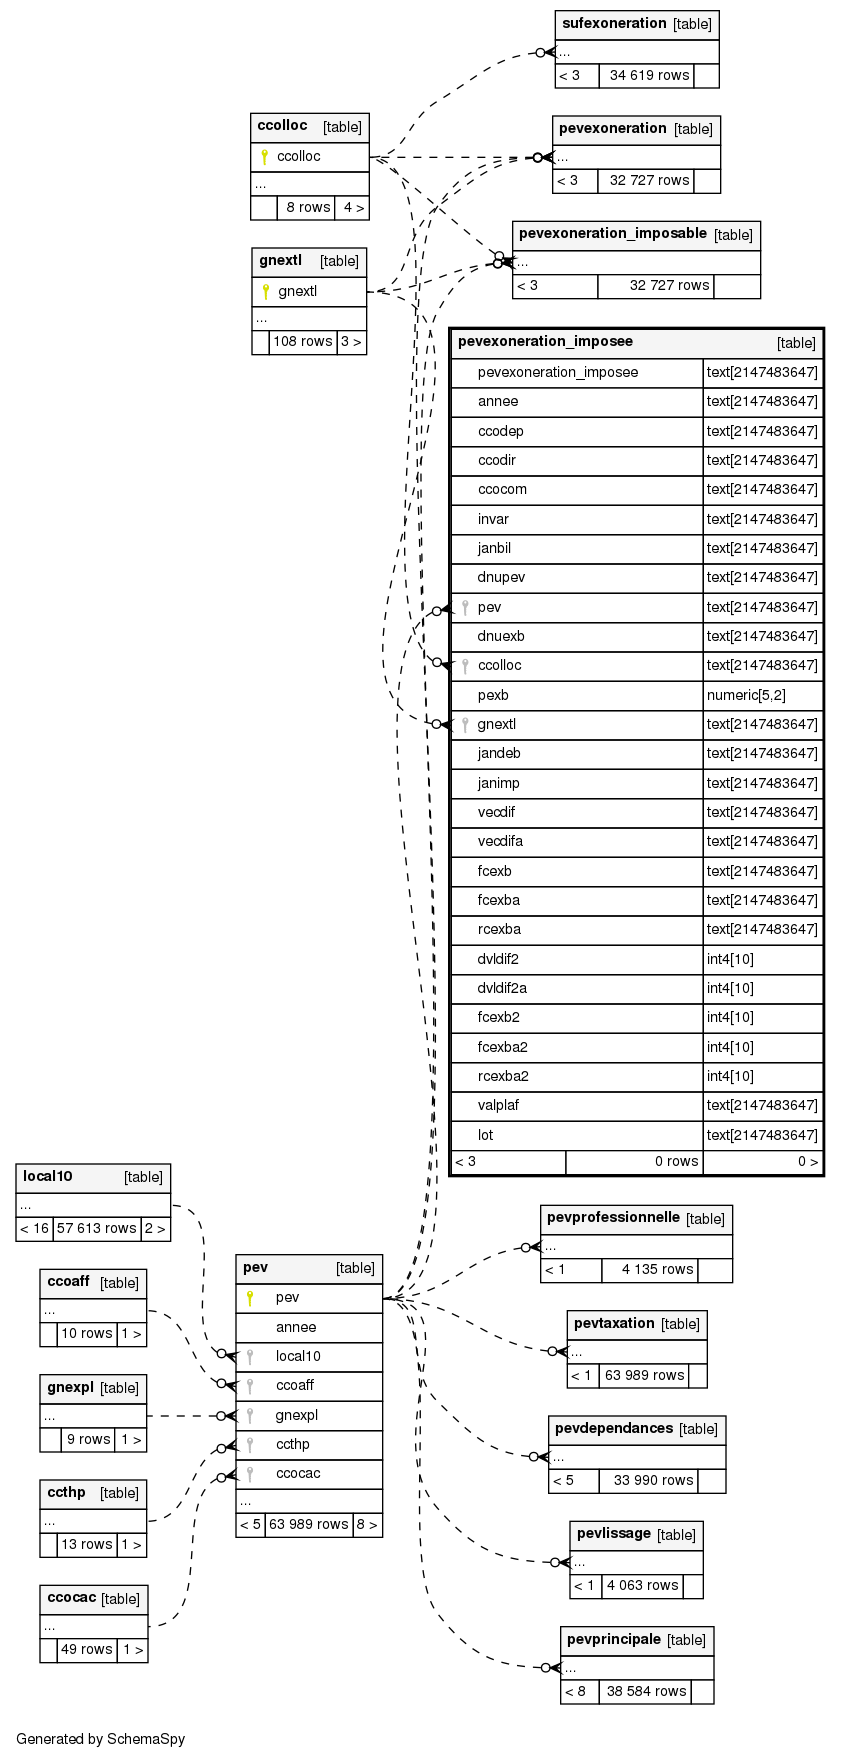 sufexoneration [table]
...
< 3 34 619 rows
ccolloc [table]
ccolloc
...
8 rows 4 >
pevexoneration [table]
...
< 3 32 727 rows
pevexoneration_imposable [table]
...
< 3 32 727 rows
gnextl [table]
gnextl
...
108 rows 3 >
pevexoneration_imposee [table]
pevexoneration_imposee text[2147483647]
annee text[2147483647]
ccodep text[2147483647]
ccodir text[2147483647]
ccocom text[2147483647]
invar text[2147483647]
janbil text[2147483647]
dnupev text[2147483647]
pev text[2147483647]
dnuexb text[2147483647]
ccolloc text[2147483647]
pexb numeric[5,2]
gnextl text[2147483647]
jandeb text[2147483647]
janimp text[2147483647]
vecdif text[2147483647]
vecdifa text[2147483647]
fcexb text[2147483647]
fcexba text[2147483647]
rcexba text[2147483647]
dvldif2 int4[10]
dvldif2a int4[10]
fcexb2 int4[10]
fcexba2 int4[10]
rcexba2 int4[10]
valplaf text[2147483647]
lot text[2147483647]
< 3 0 rows 0 >
local10 [table]
...
< 16 57 613 rows 2 >
ccoaff [table]
...
10 rows 1 >
gnexpl [table]
...
9 rows 1 >
ccthp [table]
...
13 rows 1 >
ccocac [table]
...
49 rows 1 >
pev [table]
pev
annee
local10
ccoaff
gnexpl
ccthp
ccocac
...
< 5 63 989 rows 8 >
pevprofessionnelle [table]
...
< 1 4 135 rows
pevtaxation [table]
...
< 1 63 989 rows
pevdependances [table]
...
< 5 33 990 rows
pevlissage [table]
...
< 1 4 063 rows
pevprincipale [table]
...
< 8 38 584 rows
Generated by SchemaSpy